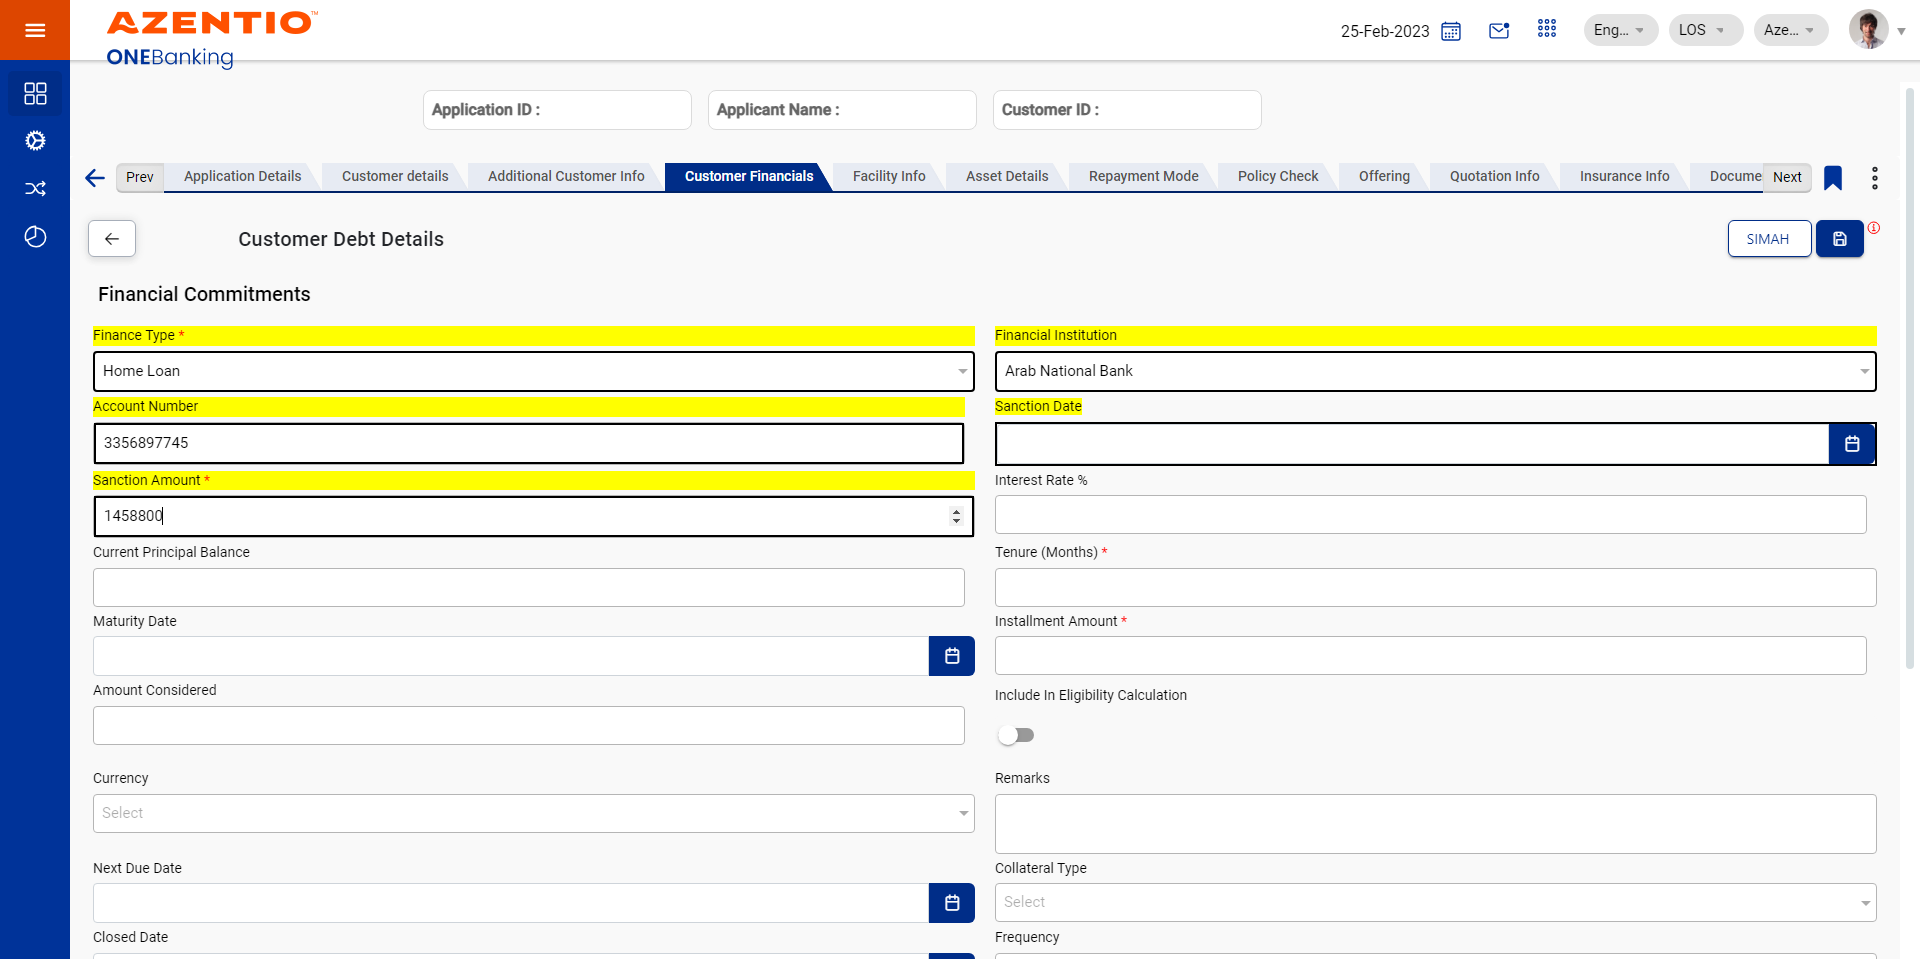 AZENTIO™
ONEBanking
25-Feb-2023
Eng...
LOS
Aze...
Application ID :
Applicant Name :
Customer ID :
Prev
Application Details
Customer details
Additional Customer Info
Customer Financials
Facility Info
Asset Details
Repayment Mode
Policy Check
Offering
Quotation Info
Insurance Info
Docume
Next
Customer Debt Details
SIMAH
Financial Commitments
Finance Type *
Financial Institution
Home Loan
Arab National Bank
Account Number
Sanction Date
3356897745
Sanction Amount *
Interest Rate %
1458800
Current Principal Balance
Tenure (Months) *
Maturity Date
Installment Amount *
Amount Considered
Include In Eligibility Calculation
Currency
Remarks
Select
Next Due Date
Collateral Type
Select
Closed Date
Frequency